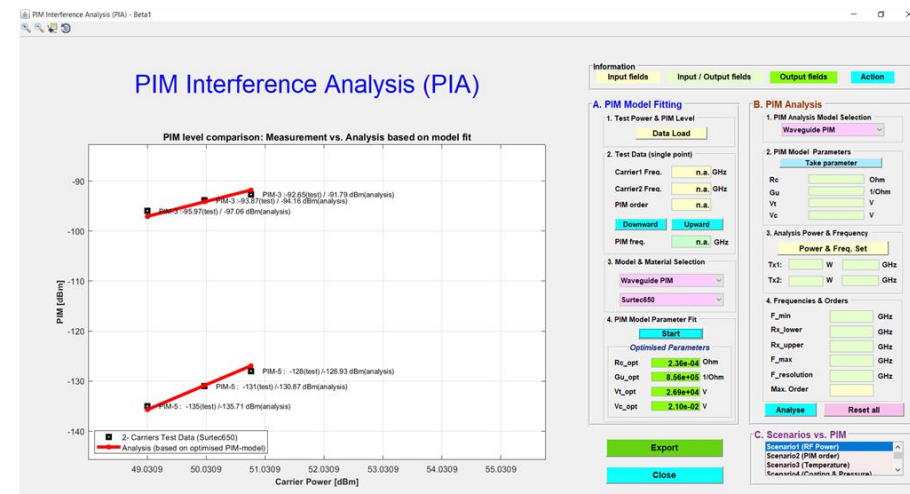 PIM Interference Analysis (PIA) - Beta1
PIM Interference Analysis (PIA)
PIM level comparison: Measurement vs. Analysis based on model fit
PIM [dBm]
-90
-100
-110
-120
-130
-140
PIM-3 :-92.65(test) / -91.79 dBm(analysis)
PIM-3 :-93.87(test) / -94.16 dBm(analysis)
PIM-3 :-95.97(test) / -97.06 dBm(analysis)
PIM-5 : -128(test) /-126.93 dBm(analysis)
PIM-5 : -131(test) /-130.87 dBm(analysis)
PIM-5 : -135(test) /-135.71 dBm(analysis)
2- Carriers Test Data (Surtec650)
Analysis (based on optimised PIM-model)
49.0309 50.0309 51.0309 52.0309 53.0309 54.0309 55.0309
Carrier Power [dBm]
Information
Input fields Input / Output fields Output fields Action
A. PIM Model Fitting
1. Test Power & PIM Level
Data Load
2. Test Data (single point)
Carrier1 Freq. n.a. GHz
Carrier2 Freq. n.a. GHz
PIM order n.a.
Downward Upward
PIM freq. n.a. GHz
3. Model & Material Selection
Waveguide PIM
Surtec650
4. PIM Model Parameter Fit
Start
Optimised Parameters
Rc_opt 2.36e-04 Ohm
Gu_opt 8.56e+05 1/Ohm
Vt_opt 2.69e+04 V
Vc_opt 2.10e-02 V
Export
Close
B. PIM Analysis
1. PIM Analysis Model Selection
Waveguide PIM
2. PIM Model Parameters
Take parameter
Rc Ohm
Gu 1/Ohm
Vt V
Vc V
3. Analysis Power & Frequency
Power & Freq. Set
Tx1: W GHz
Tx2: W GHz
4. Frequencies & Orders
F_min GHz
Rx_lower GHz
Rx_upper GHz
F_max GHz
F_resolution GHz
Max. Order
Analyse Reset all
C. Scenarios vs. PIM
Scenario1 (RF Power)
Scenario2 (PIM order)
Scenario3 (Temperature)
Scenario4 (Coating & Pressure)